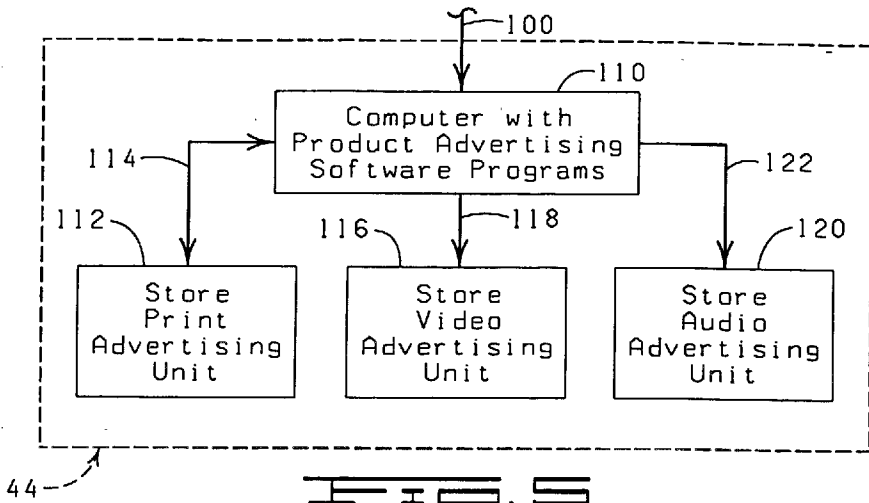 100
110
Computer with
Product Advertising
Software Programs
114
122
112
116
118
120
Store
Print
Advertising
Unit
Store
Video
Advertising
Unit
Store
Audio
Advertising
Unit
44